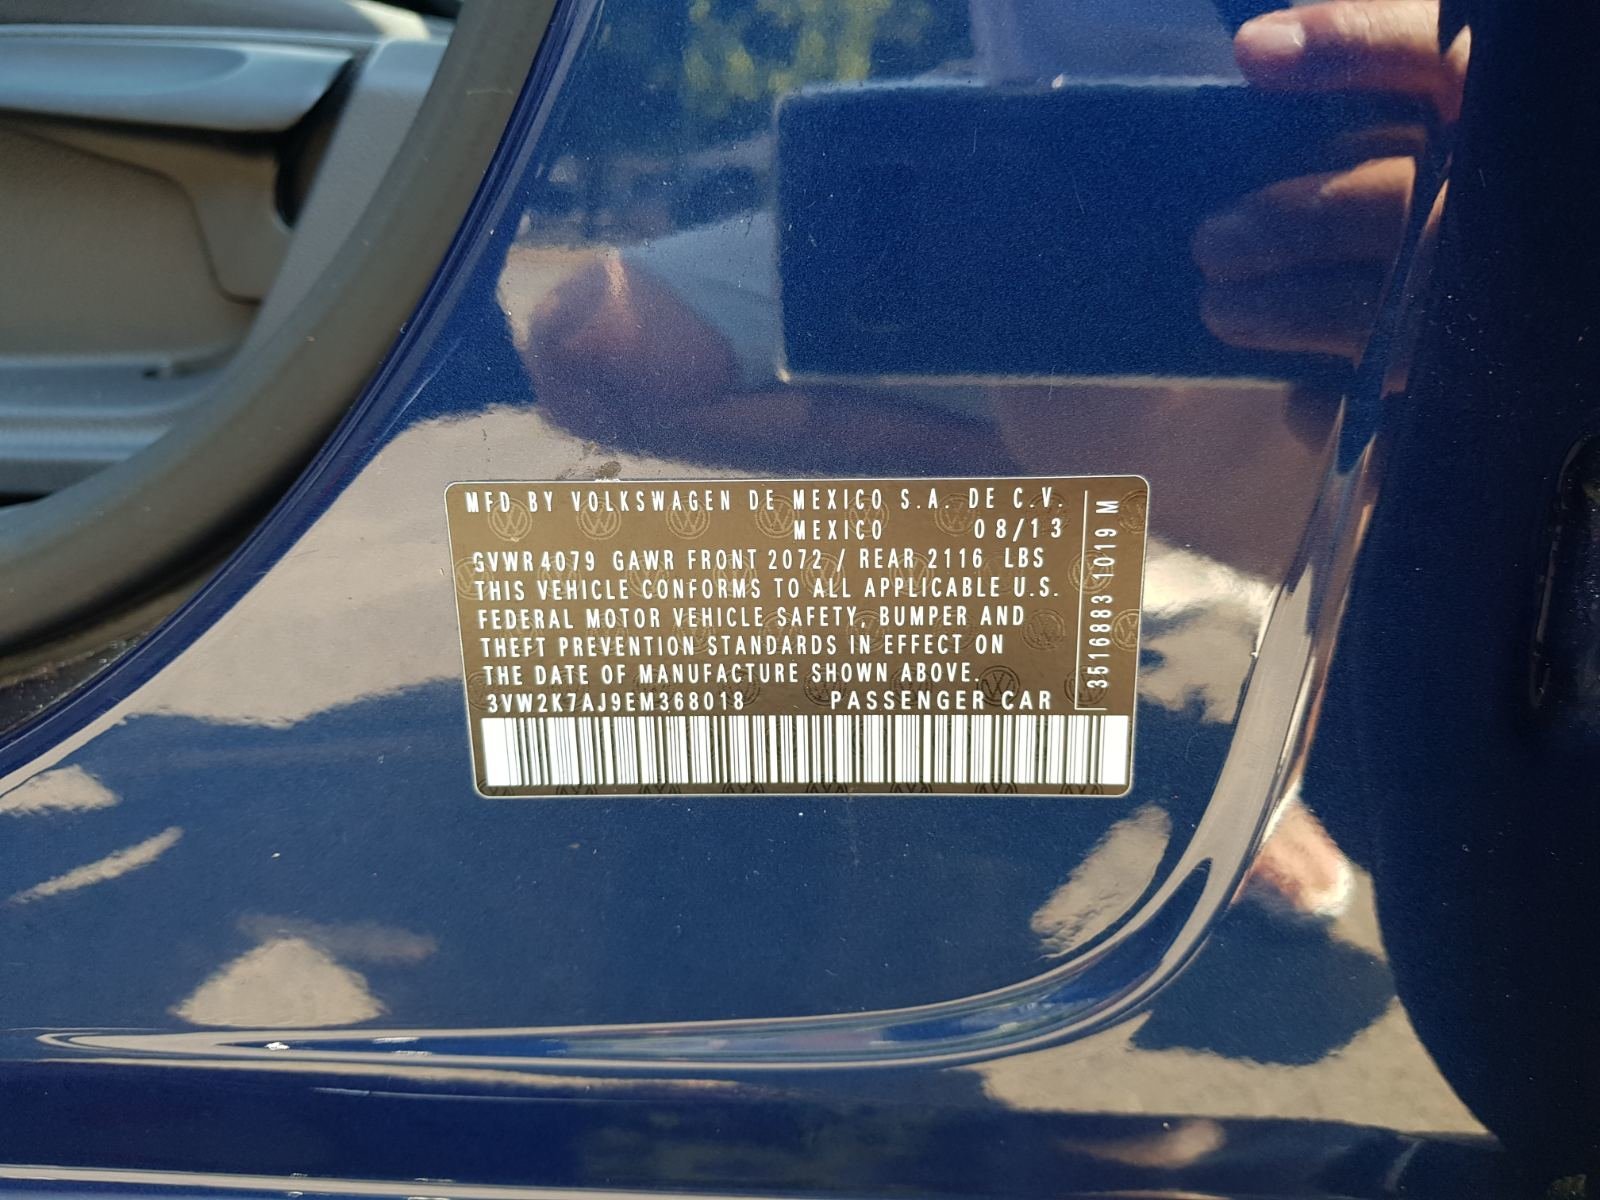 MFD BY VOLKSWAGEN DE MEXICO S.A. DE C.V.
MEXICO 08/13
GVWR 4079 GAWR FRONT 2072 / REAR 2116 LBS
THIS VEHICLE CONFORMS TO ALL APPLICABLE U.S.
FEDERAL MOTOR VEHICLE SAFETY, BUMPER AND
THEFT PREVENTION STANDARDS IN EFFECT ON
THE DATE OF MANUFACTURE SHOWN ABOVE.
3VW2K7AJ9EM368018 PASSENGER CAR
3516883 1019 M